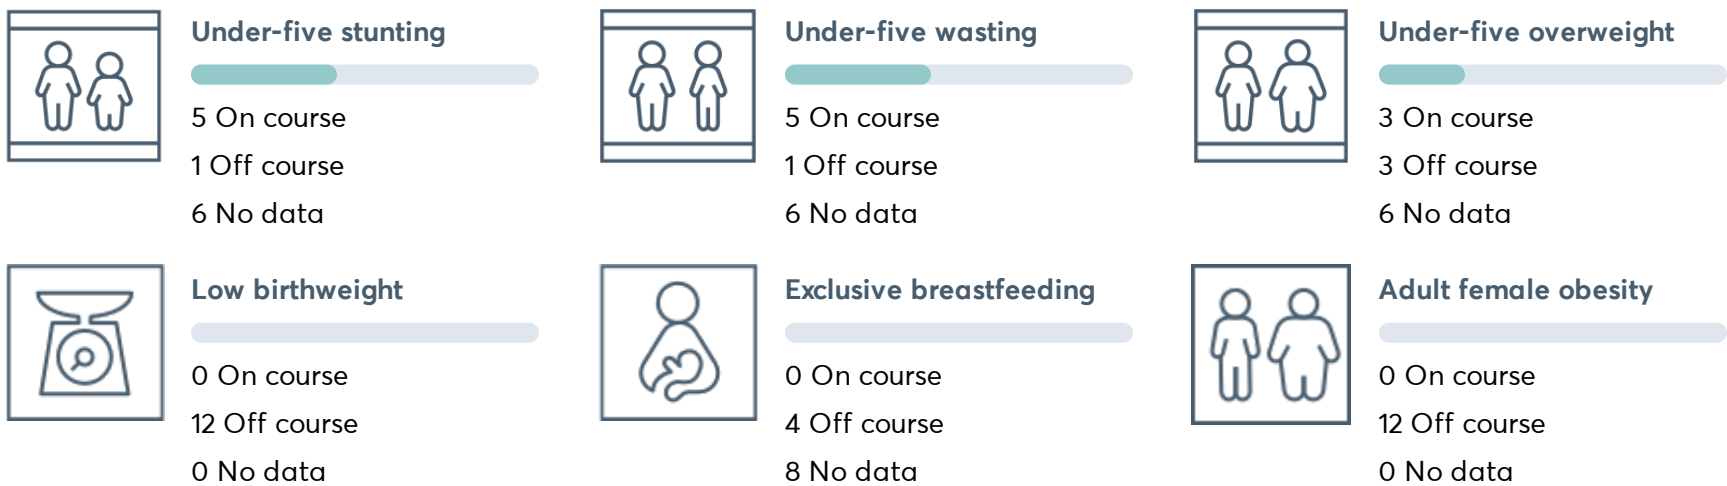 Under-five stunting
5 On course
1 Off course
6 No data
Under-five wasting
5 On course
1 Off course
6 No data
Under-five overweight
3 On course
3 Off course
6 No data
Low birthweight
0 On course
12 Off course
0 No data
Exclusive breastfeeding
0 On course
4 Off course
8 No data
Adult female obesity
0 On course
12 Off course
0 No data